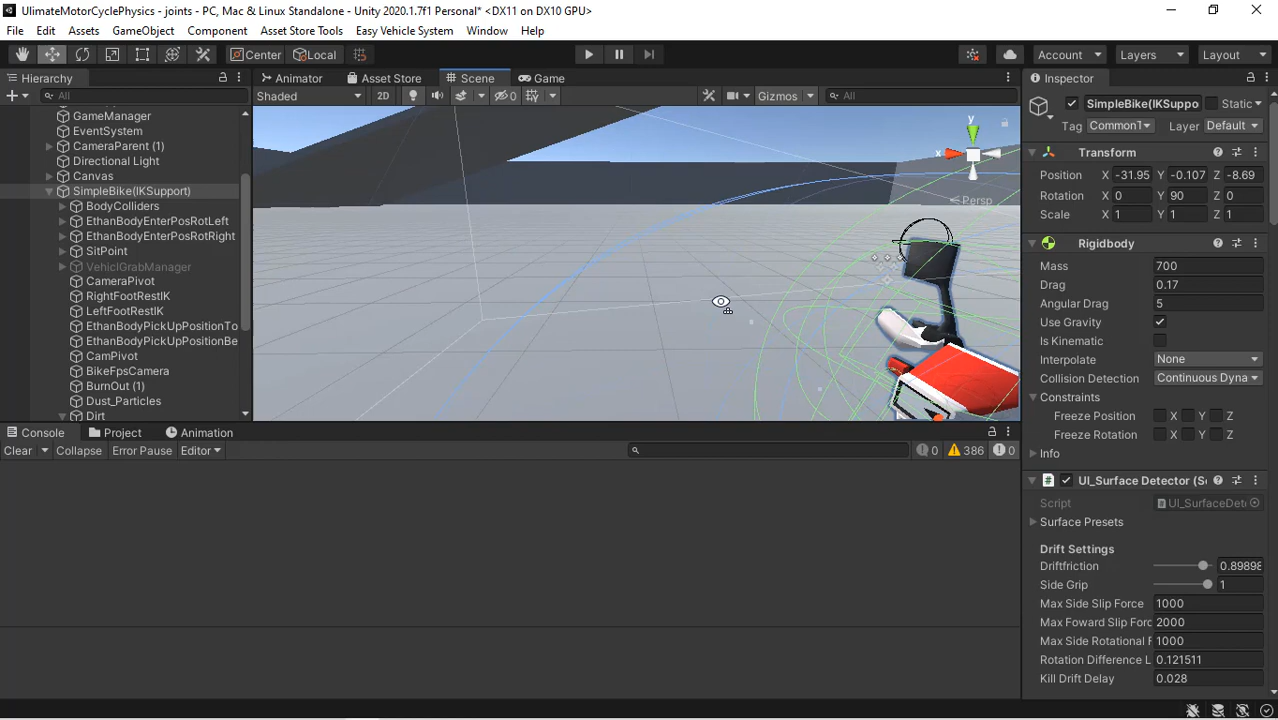 UlimateMotorCyclePhysics - joints - PC, Mac & Linux Standalone - Unity 2020.1.7f1 Personal* <DX11 on DX10 GPU>
File Edit Assets GameObject Component Asset Store Tools Easy Vehicle System Window Help
Center Local Account Layers Layout
Hierarchy Animator Asset Store Scene Game Inspector
All Shaded 2D 0 Gizmos All
SimpleBike(IKSuppo Static
Tag CommonT Layer Default
GameManager
EventSystem
CameraParent (1)
Directional Light
Canvas
SimpleBike(IKSupport)
BodyColliders
EthanBodyEnterPosRotLeft
EthanBodyEnterPosRotRight
SitPoint
VehiclGrabManager
CameraPivot
RightFootRestIK
LeftFootRestIK
EthanBodyPickUpPositionTo
EthanBodyPickUpPositionBe
CamPivot
BikeFpsCamera
BurnOut (1)
Dust_Particles
Dirt
y
x
Persp
Transform
Position X -31.95 Y -0.107 Z -8.69
Rotation X 0 Y 90 Z 0
Scale X 1 Y 1 Z 1
Rigidbody
Mass 700
Drag 0.17
Angular Drag 5
Use Gravity
Is Kinematic
Interpolate None
Collision Detection Continuous Dyna
Constraints
Freeze Position X Y Z
Freeze Rotation X Y Z
Info
UI_Surface Detector (Sc
Script UI_SurfaceDete
Surface Presets
Drift Settings
Driftfriction 0.89898
Side Grip 1
Max Side Slip Force 1000
Max Foward Slip Forc 2000
Max Side Rotational F 1000
Rotation Difference L 0.121511
Kill Drift Delay 0.028
Console Project Animation
Clear Collapse Error Pause Editor 0 386 0